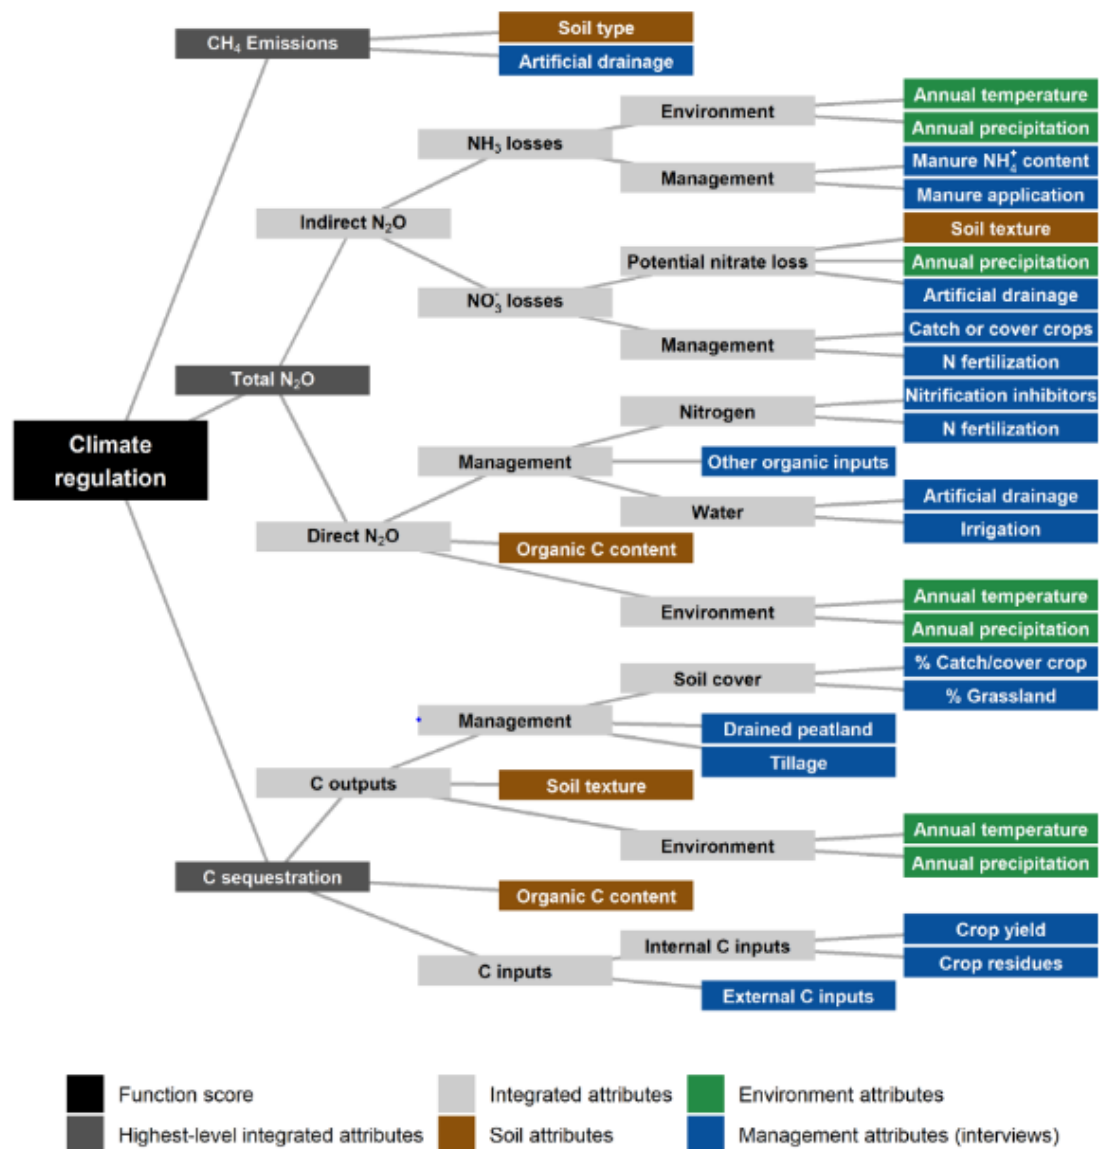 CH₄ Emissions
Soil type
Artificial drainage
Annual temperature
Environment
Annual precipitation
NH₃ losses
Manure NH₄⁺ content
Management
Manure application
Indirect N₂O
Soil texture
Potential nitrate loss
Annual precipitation
NO₃⁻ losses
Artificial drainage
Catch or cover crops
Management
N fertilization
Total N₂O
Nitrification inhibitors
Nitrogen
N fertilization
Climate
regulation
Management
Other organic inputs
Artificial drainage
Water
Irrigation
Direct N₂O
Organic C content
Annual temperature
Environment
Annual precipitation
% Catch/cover crop
Soil cover
% Grassland
Management
Drained peatland
Tillage
C outputs
Soil texture
Annual temperature
Environment
Annual precipitation
C sequestration
Organic C content
Crop yield
Internal C inputs
Crop residues
C inputs
External C inputs
Function score
Integrated attributes
Environment attributes
Highest-level integrated attributes
Soil attributes
Management attributes (interviews)